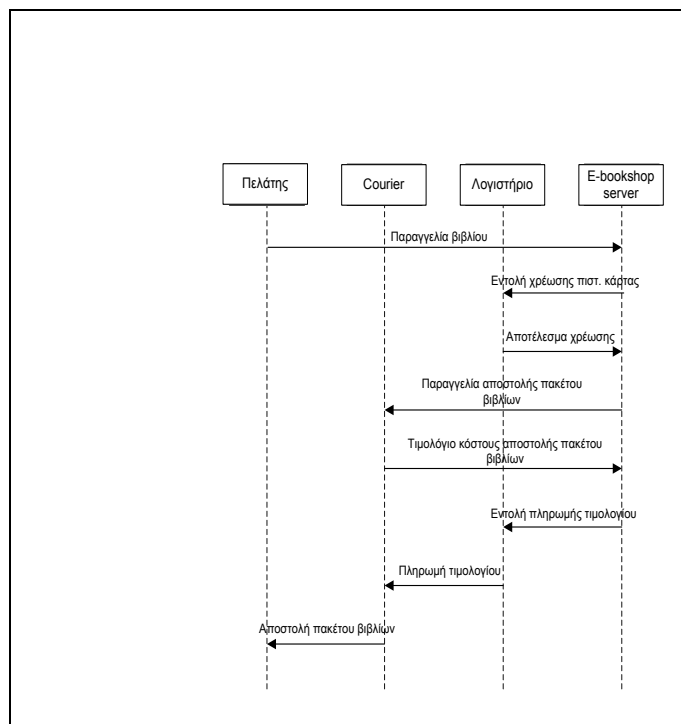 Πελάτης
Courier
Λογιστήριο
E-bookshop
server
Παραγγελία βιβλίου
Εντολή χρέωσης πιστ. κάρτας
Αποτέλεσμα χρέωσης
Παραγγελία αποστολής πακέτου
βιβλίων
Τιμολόγιο κόστους αποστολής πακέτου
βιβλίων
Εντολή πληρωμής τιμολογίου
Πληρωμή τιμολογίου
Αποστολή πακέτου βιβλίων